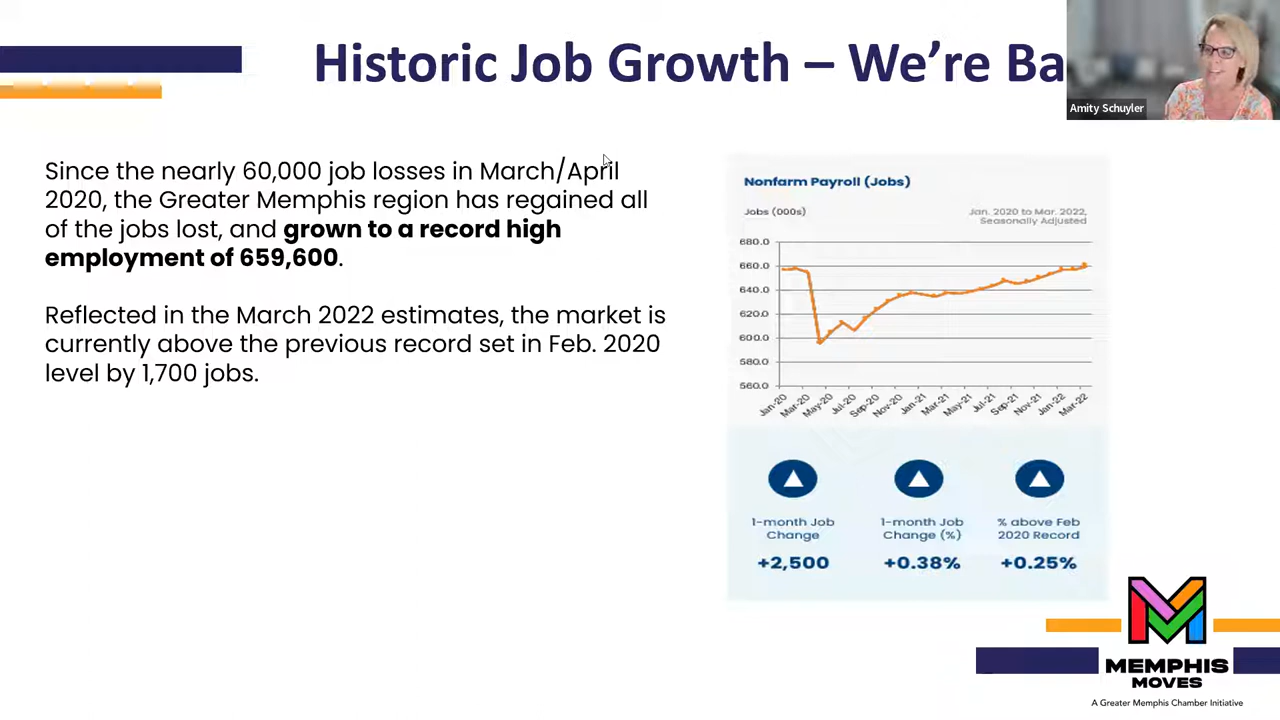 Historic Job Growth – We’re Ba
Amity Schuyler
Since the nearly 60,000 job losses in March/April
2020, the Greater Memphis region has regained all
of the jobs lost, and grown to a record high
employment of 659,600.
Reflected in the March 2022 estimates, the market is
currently above the previous record set in Feb. 2020
level by 1,700 jobs.
Nonfarm Payroll (Jobs)
Jobs (000s)
Jan. 2020 to Mar. 2022,
Seasonally Adjusted
680.0
660.0
640.0
620.0
600.0
580.0
560.0
Jan-20 Mar-20 May-20 Jul-20 Sep-20 Nov-20 Jan-21 Mar-21 May-21 Jul-21 Sep-21 Nov-21 Jan-22 Mar-22
1-month Job
Change
+2,500
1-month Job
Change (%)
+0.38%
% above Feb
2020 Record
+0.25%
MEMPHIS
MOVES
A Greater Memphis Chamber Initiative